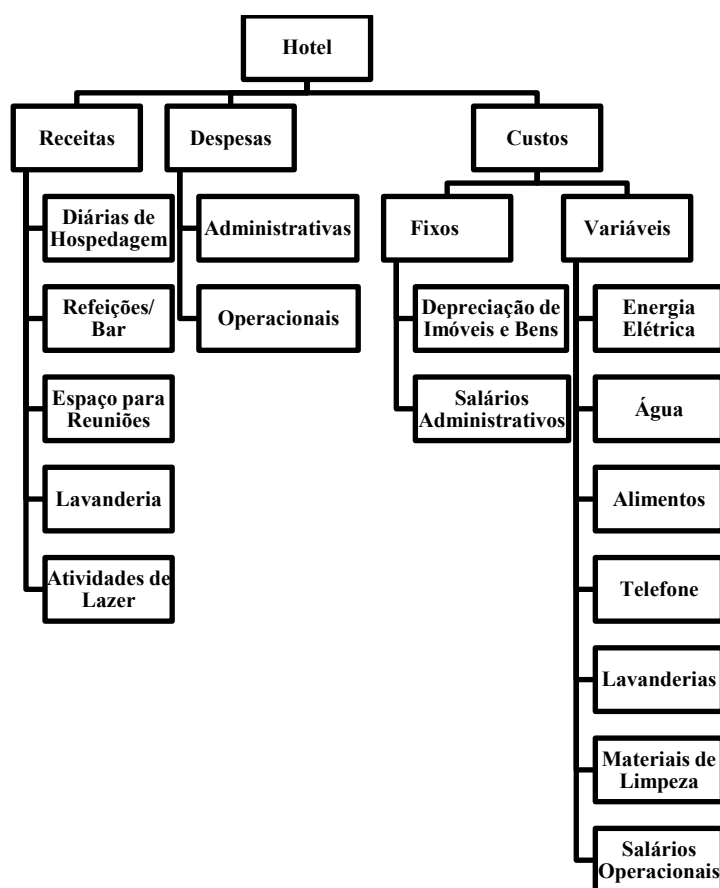 Hotel
Receitas
Despesas
Custos
Fixos
Variáveis
Diárias de
Hospedagem
Refeições/
Bar
Espaço para
Reuniões
Lavanderia
Atividades de
Lazer
Administrativas
Operacionais
Depreciação de
Imóveis e Bens
Salários
Administrativos
Energia
Elétrica
Água
Alimentos
Telefone
Lavanderias
Materiais de
Limpeza
Salários
Operacionais